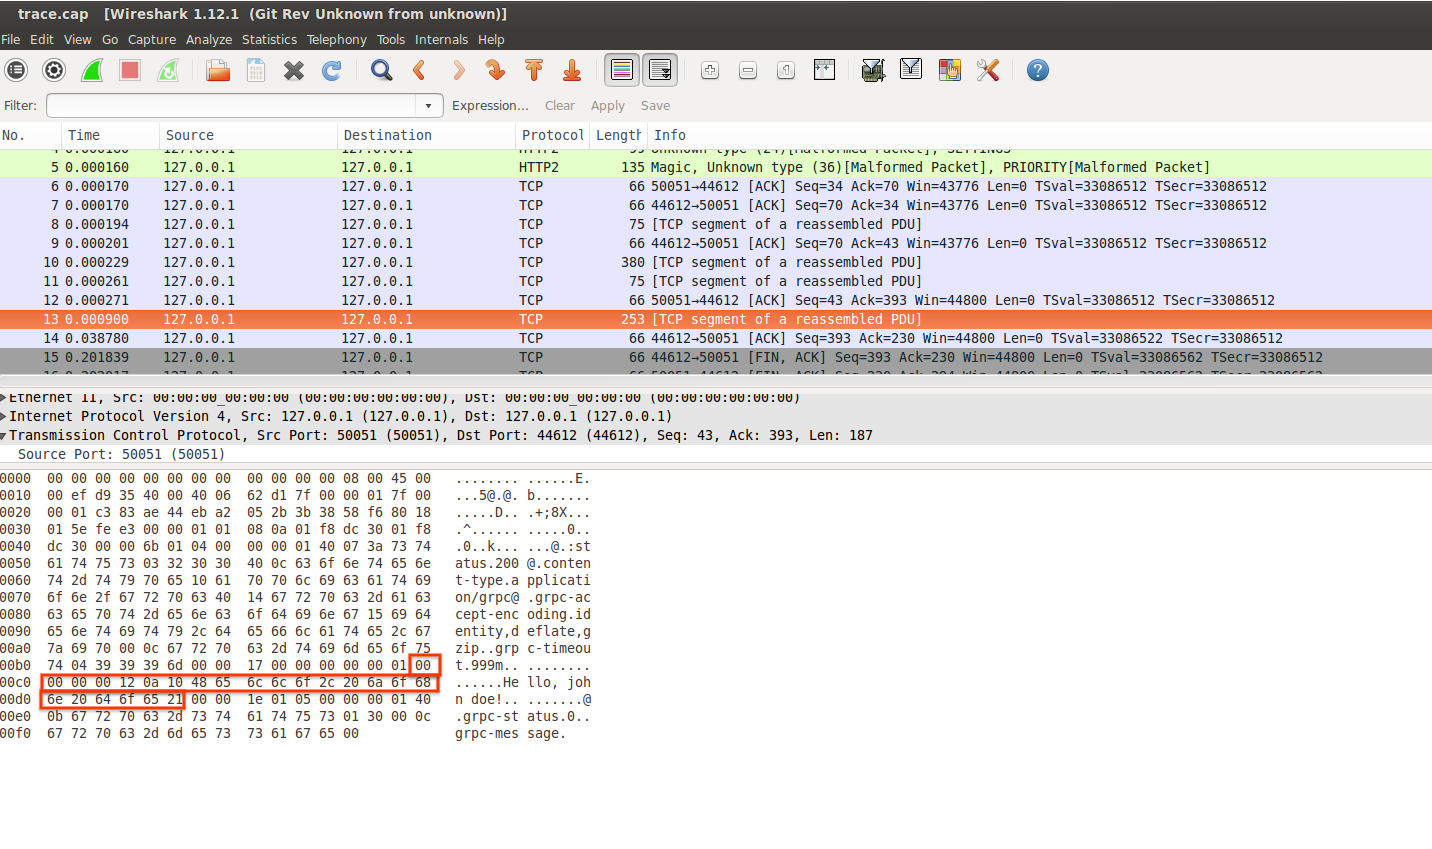 trace.cap [Wireshark 1.12.1 (Git Rev Unknown from unknown)]
File Edit View Go Capture Analyze Statistics Telephony Tools Internals Help
Filter: Expression... Clear Apply Save
No. Time Source Destination Protocol Length Info
5 0.000160 127.0.0.1 127.0.0.1 HTTP2 135 Magic, Unknown type (36)[Malformed Packet], PRIORITY[Malformed Packet]
6 0.000170 127.0.0.1 127.0.0.1 TCP 66 50051→44612 [ACK] Seq=34 Ack=70 Win=43776 Len=0 TSval=33086512 TSecr=33086512
7 0.000170 127.0.0.1 127.0.0.1 TCP 66 44612→50051 [ACK] Seq=70 Ack=34 Win=43776 Len=0 TSval=33086512 TSecr=33086512
8 0.000194 127.0.0.1 127.0.0.1 TCP 75 [TCP segment of a reassembled PDU]
9 0.000201 127.0.0.1 127.0.0.1 TCP 66 44612→50051 [ACK] Seq=70 Ack=43 Win=43776 Len=0 TSval=33086512 TSecr=33086512
10 0.000229 127.0.0.1 127.0.0.1 TCP 380 [TCP segment of a reassembled PDU]
11 0.000261 127.0.0.1 127.0.0.1 TCP 75 [TCP segment of a reassembled PDU]
12 0.000271 127.0.0.1 127.0.0.1 TCP 66 50051→44612 [ACK] Seq=43 Ack=393 Win=44800 Len=0 TSval=33086512 TSecr=33086512
13 0.000900 127.0.0.1 127.0.0.1 TCP 253 [TCP segment of a reassembled PDU]
14 0.038780 127.0.0.1 127.0.0.1 TCP 66 44612→50051 [ACK] Seq=393 Ack=230 Win=44800 Len=0 TSval=33086522 TSecr=33086512
15 0.201839 127.0.0.1 127.0.0.1 TCP 66 44612→50051 [FIN, ACK] Seq=393 Ack=230 Win=44800 Len=0 TSval=33086562 TSecr=33086512
Ethernet II, Src: 00:00:00_00:00:00 (00:00:00:00:00:00), Dst: 00:00:00_00:00:00 (00:00:00:00:00:00)
Internet Protocol Version 4, Src: 127.0.0.1 (127.0.0.1), Dst: 127.0.0.1 (127.0.0.1)
Transmission Control Protocol, Src Port: 50051 (50051), Dst Port: 44612 (44612), Seq: 43, Ack: 393, Len: 187
Source Port: 50051 (50051)
0000 00 00 00 00 00 00 00 00 00 00 00 00 08 00 45 00 ........ ......E.
0010 00 ef d9 35 40 00 40 06 62 d1 7f 00 00 01 7f 00 ...5@.@. b.......
0020 00 01 c3 83 ae 44 eb a2 05 2b 3b 38 58 f6 80 18 .....D.. .+;8X...
0030 01 5e fe e3 00 00 01 01 08 0a 01 f8 dc 30 01 f8 .^...... .....0..
0040 dc 30 00 00 6b 01 04 00 00 00 01 40 07 3a 73 74 .0..k... ...@.:st
0050 61 74 75 73 03 32 30 30 40 0c 63 6f 6e 74 65 6e atus.200 @.conten
0060 74 2d 74 79 70 65 10 61 70 70 6c 69 63 61 74 69 t-type.a pplicati
0070 6f 6e 2f 67 72 70 63 40 14 67 72 70 63 2d 61 63 on/grpc@ .grpc-ac
0080 63 65 70 74 2d 65 6e 63 6f 64 69 6e 67 15 69 64 cept-enc oding.id
0090 65 6e 74 69 74 79 2c 64 65 66 6c 61 74 65 2c 67 entity,d eflate,g
00a0 7a 69 70 00 0c 67 72 70 63 2d 74 69 6d 65 6f 75 zip..grp c-timeou
00b0 74 04 39 39 39 6d 00 00 17 00 00 00 00 00 01 00 t.999m.. ........
00c0 00 00 00 12 0a 10 48 65 6c 6c 6f 2c 20 6a 6f 68 ......He llo, joh
00d0 6e 20 64 6f 65 21 00 00 1e 01 05 00 00 00 01 40 n doe!.. .......@
00e0 0b 67 72 70 63 2d 73 74 61 74 75 73 01 30 00 0c .grpc-st atus.0..
00f0 67 72 70 63 2d 6d 65 73 73 61 67 65 00 grpc-mes sage.